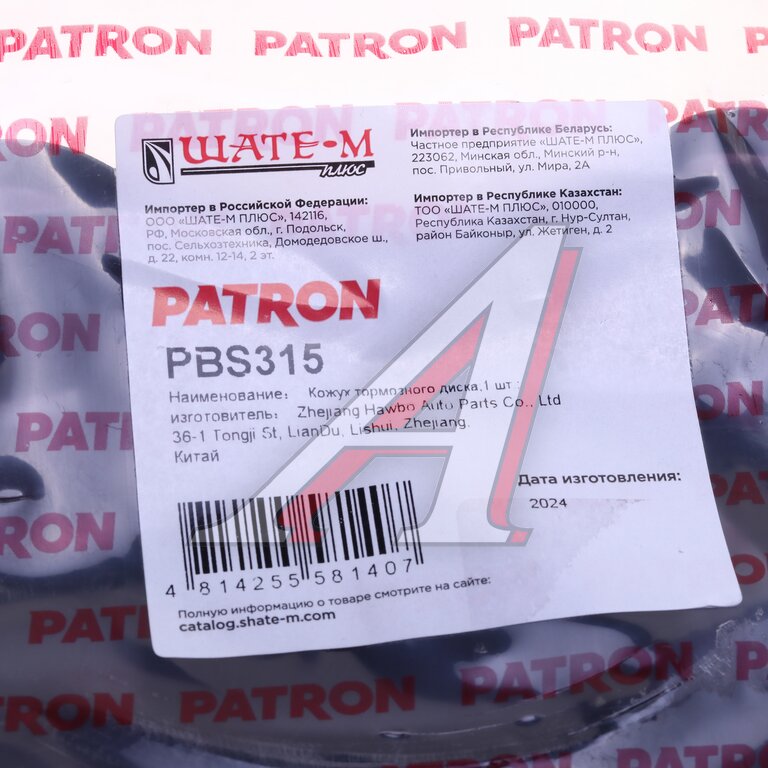 PATRON PATRON PATRON
ШАТЕ-М
ПЛЮС
Импортер в Республике Беларусь:
Частное предприятие «ШАТЕ-М ПЛЮС»,
223062, Минская обл., Минский р-н,
пос. Привольный, ул. Мира, 2А
Импортер в Российской Федерации:
ООО «ШАТЕ-М ПЛЮС», 142116,
РФ, Московская обл., г. Подольск,
пос. Сельхозтехника, Домодедовское ш.,
д. 22, комн. 12-14, 2 эт.
Импортер в Республике Казахстан:
ТОО «ШАТЕ-М ПЛЮС», 010000,
Республика Казахстан, г. Нур-Султан,
район Байконыр, ул. Жетиген, д. 2
PATRON
PBS315
Наименование: Кожух тормозного диска,1 шт.;
изготовитель: Zhejiang Hawbo Auto Parts Co., Ltd
36-1 Tongji St, LianDu, Lishui, Zhejiang,
Китай
Дата изготовления:
2024
4 814255 581407
Полную информацию о товаре смотрите на сайте:
catalog.shate-m.com
PATRON
PATRON PATRON
PATRON